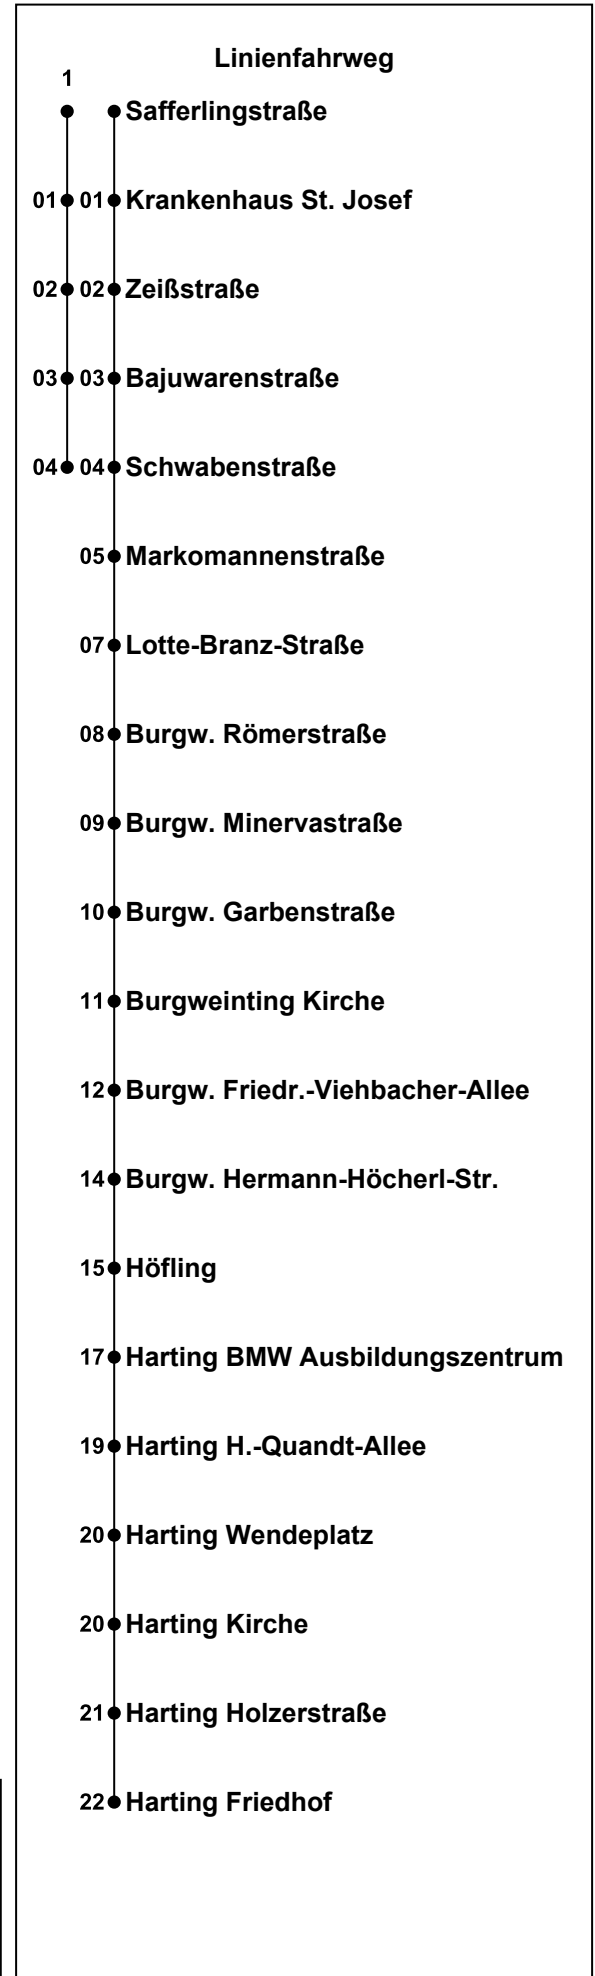 Linienfahrweg
1
Safferlingstraße
01 01 Krankenhaus St. Josef
02 02 Zeißstraße
03 03 Bajuwarenstraße
04 04 Schwabenstraße
05 Markomannenstraße
07 Lotte-Branz-Straße
08 Burgw. Römerstraße
09 Burgw. Minervastraße
10 Burgw. Garbenstraße
11 Burgweinting Kirche
12 Burgw. Friedr.-Viehbacher-Allee
14 Burgw. Hermann-Höcherl-Str.
15 Höfling
17 Harting BMW Ausbildungszentrum
19 Harting H.-Quandt-Allee
20 Harting Wendeplatz
20 Harting Kirche
21 Harting Holzerstraße
22 Harting Friedhof